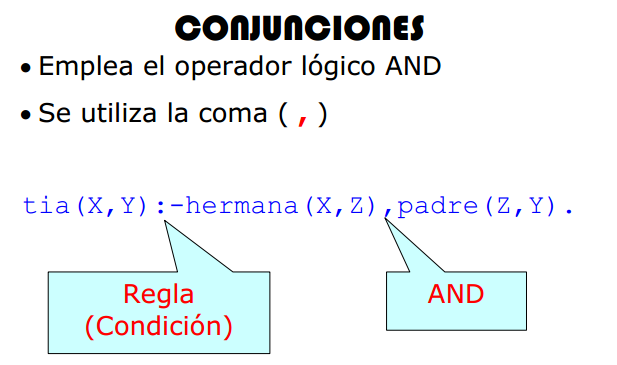 CONJUNCIONES
• Emplea el operador lógico AND
• Se utiliza la coma ( , )
tia(X,Y):-hermana(X,Z),padre(Z,Y).
Regla
(Condición)
AND